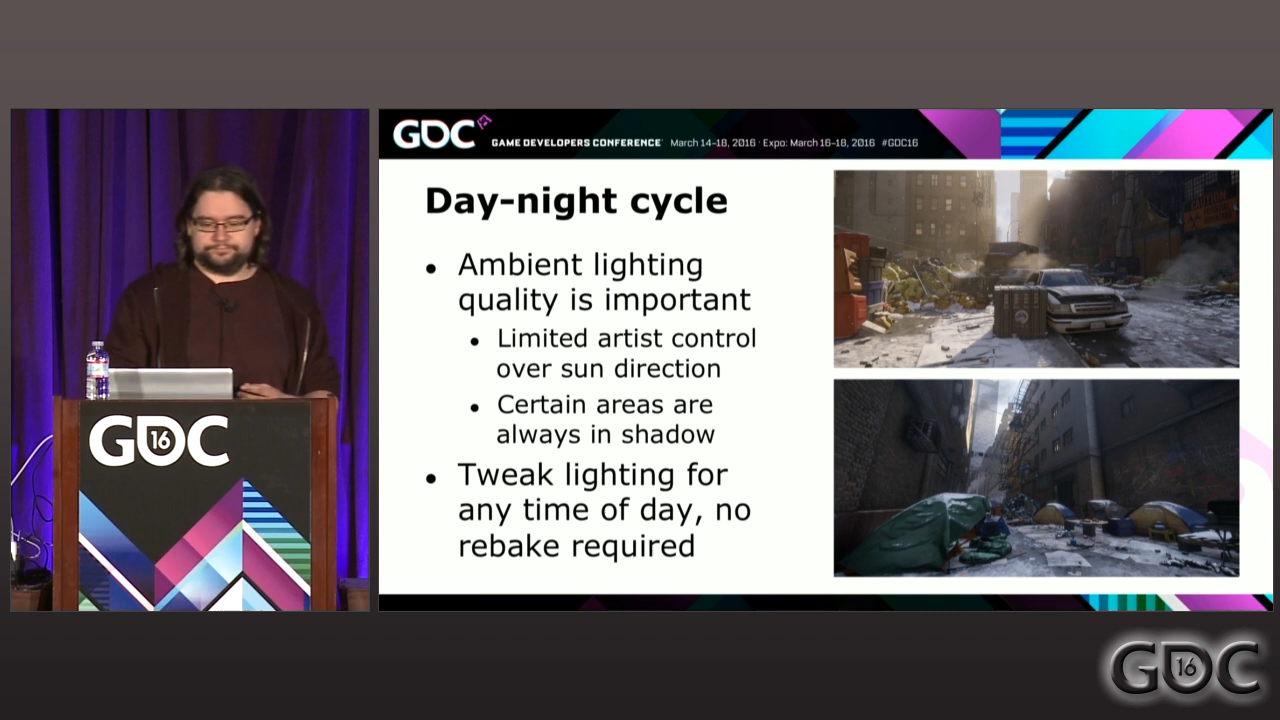 GDC
GAME DEVELOPERS CONFERENCE March 14–18, 2016 · Expo: March 16–18, 2016 #GDC16
Day-night cycle
• Ambient lighting
quality is important
• Limited artist control
over sun direction
• Certain areas are
always in shadow
• Tweak lighting for
any time of day, no
rebake required
CAUTION
GDC
16
GDC
16